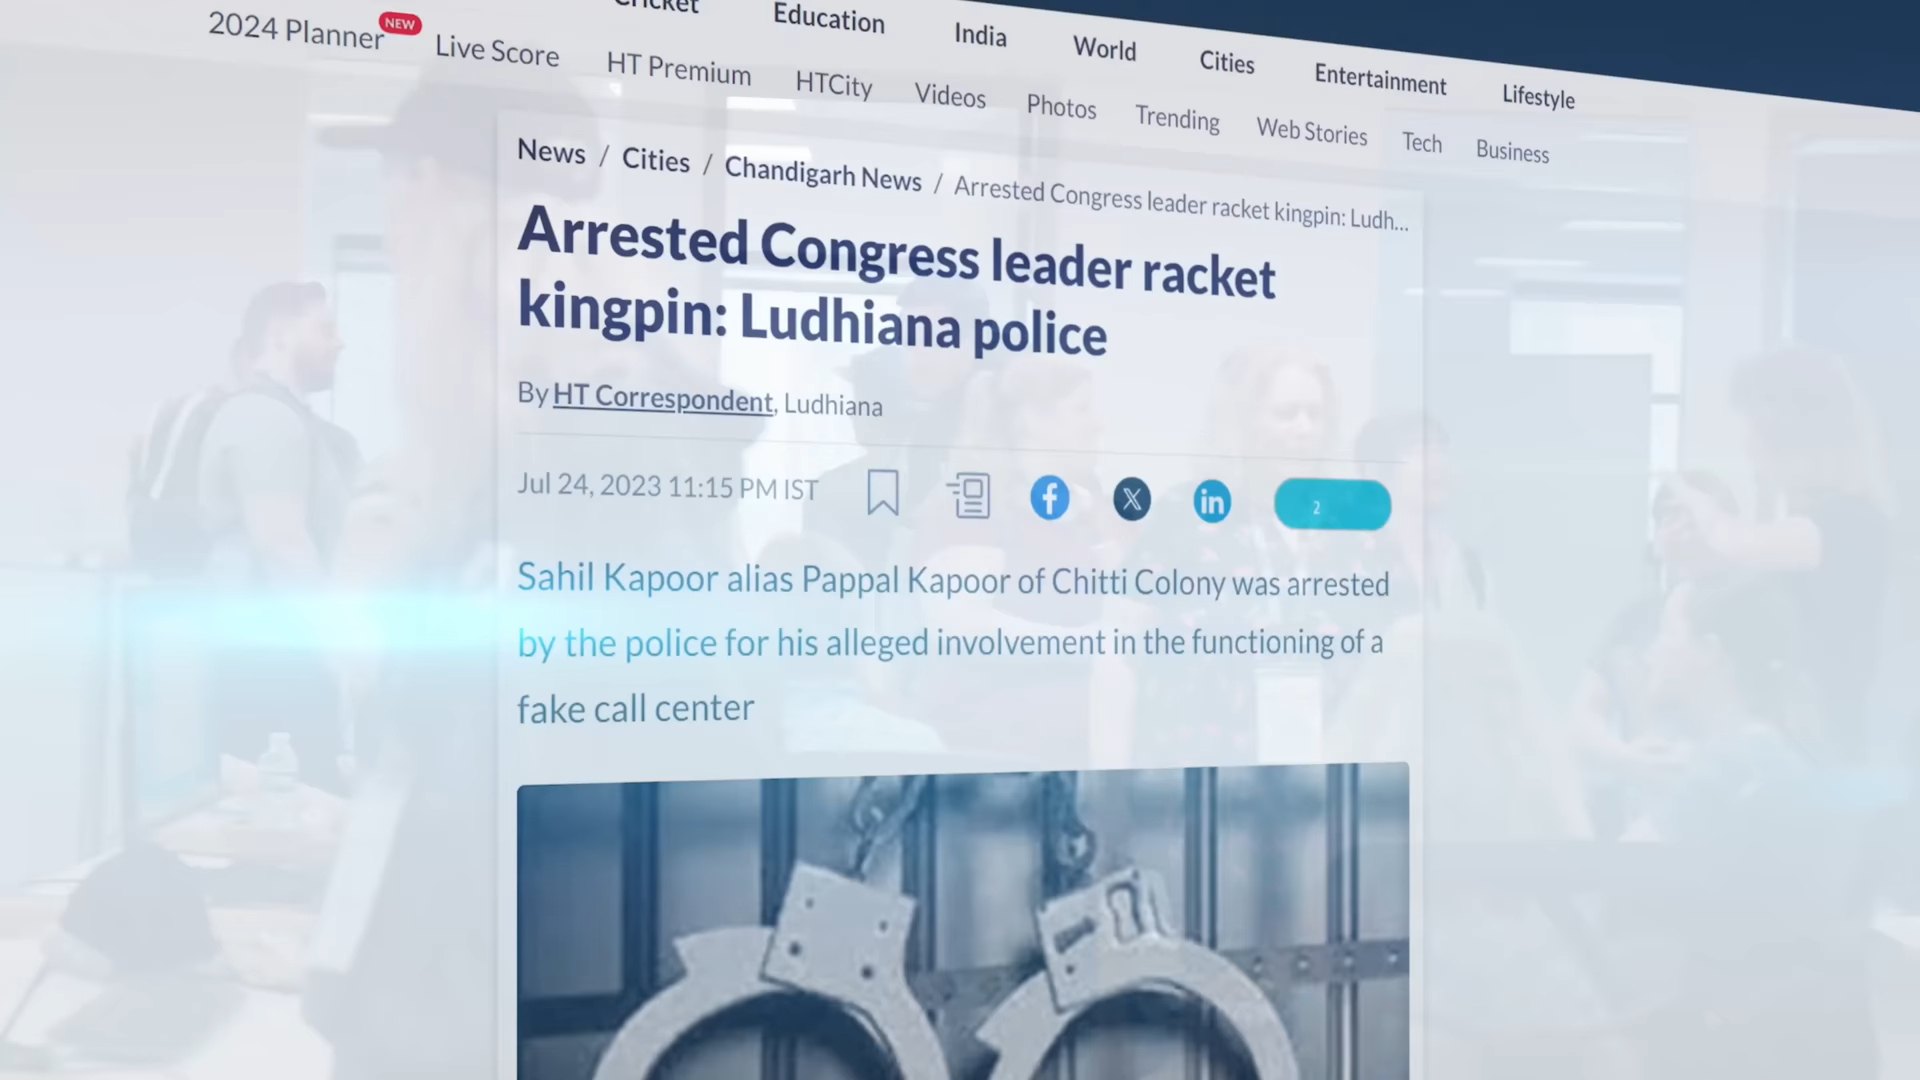 Cricket Education India World Cities Entertainment Lifestyle
2024 Planner NEW Live Score HT Premium HTCity Videos Photos Trending Web Stories Tech Business
News / Cities / Chandigarh News / Arrested Congress leader racket kingpin: Ludh...
Arrested Congress leader racket
kingpin: Ludhiana police
By HT Correspondent, Ludhiana
Jul 24, 2023 11:15 PM IST
2
Sahil Kapoor alias Pappal Kapoor of Chitti Colony was arrested
by the police for his alleged involvement in the functioning of a
fake call center